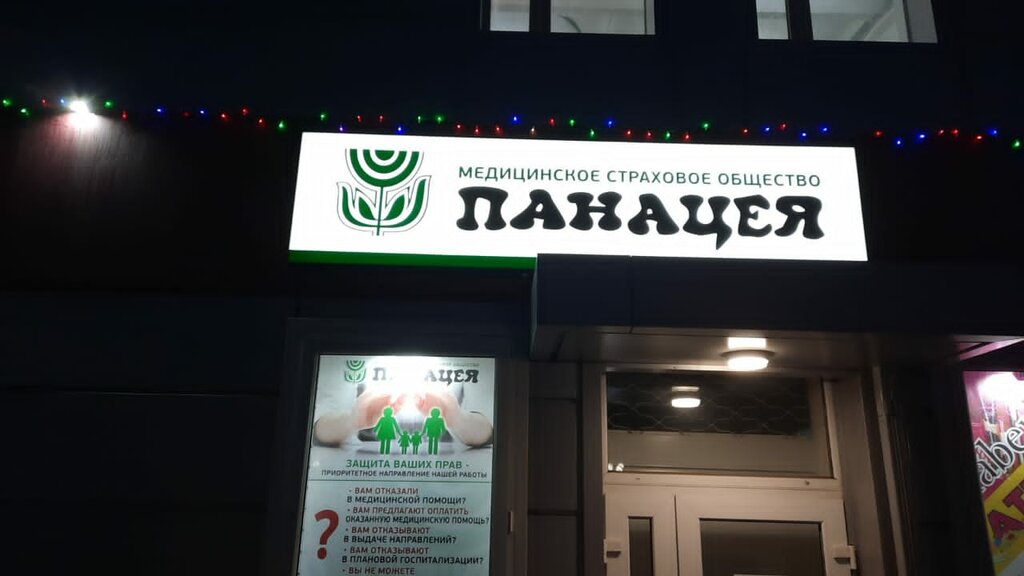 МЕДИЦИНСКОЕ СТРАХОВОЕ ОБЩЕСТВО
ПАНАЦЕЯ
ПАНАЦЕЯ
ЗАЩИТА ВАШИХ ПРАВ -
ПРИОРИТЕТНОЕ НАПРАВЛЕНИЕ НАШЕЙ РАБОТЫ
- ВАМ ОТКАЗАЛИ
В МЕДИЦИНСКОЙ ПОМОЩИ?
- ВАМ ПРЕДЛАГАЮТ ОПЛАТИТЬ
ОКАЗАННУЮ МЕДИЦИНСКУЮ ПОМОЩЬ?
- ВАМ ОТКАЗЫВАЮТ
В ВЫДАЧЕ НАПРАВЛЕНИЙ?
- ВАМ ОТКАЗЫВАЮТ
В ПЛАНОВОЙ ГОСПИТАЛИЗАЦИИ?
- ВЫ НЕ МОЖЕТЕ
?